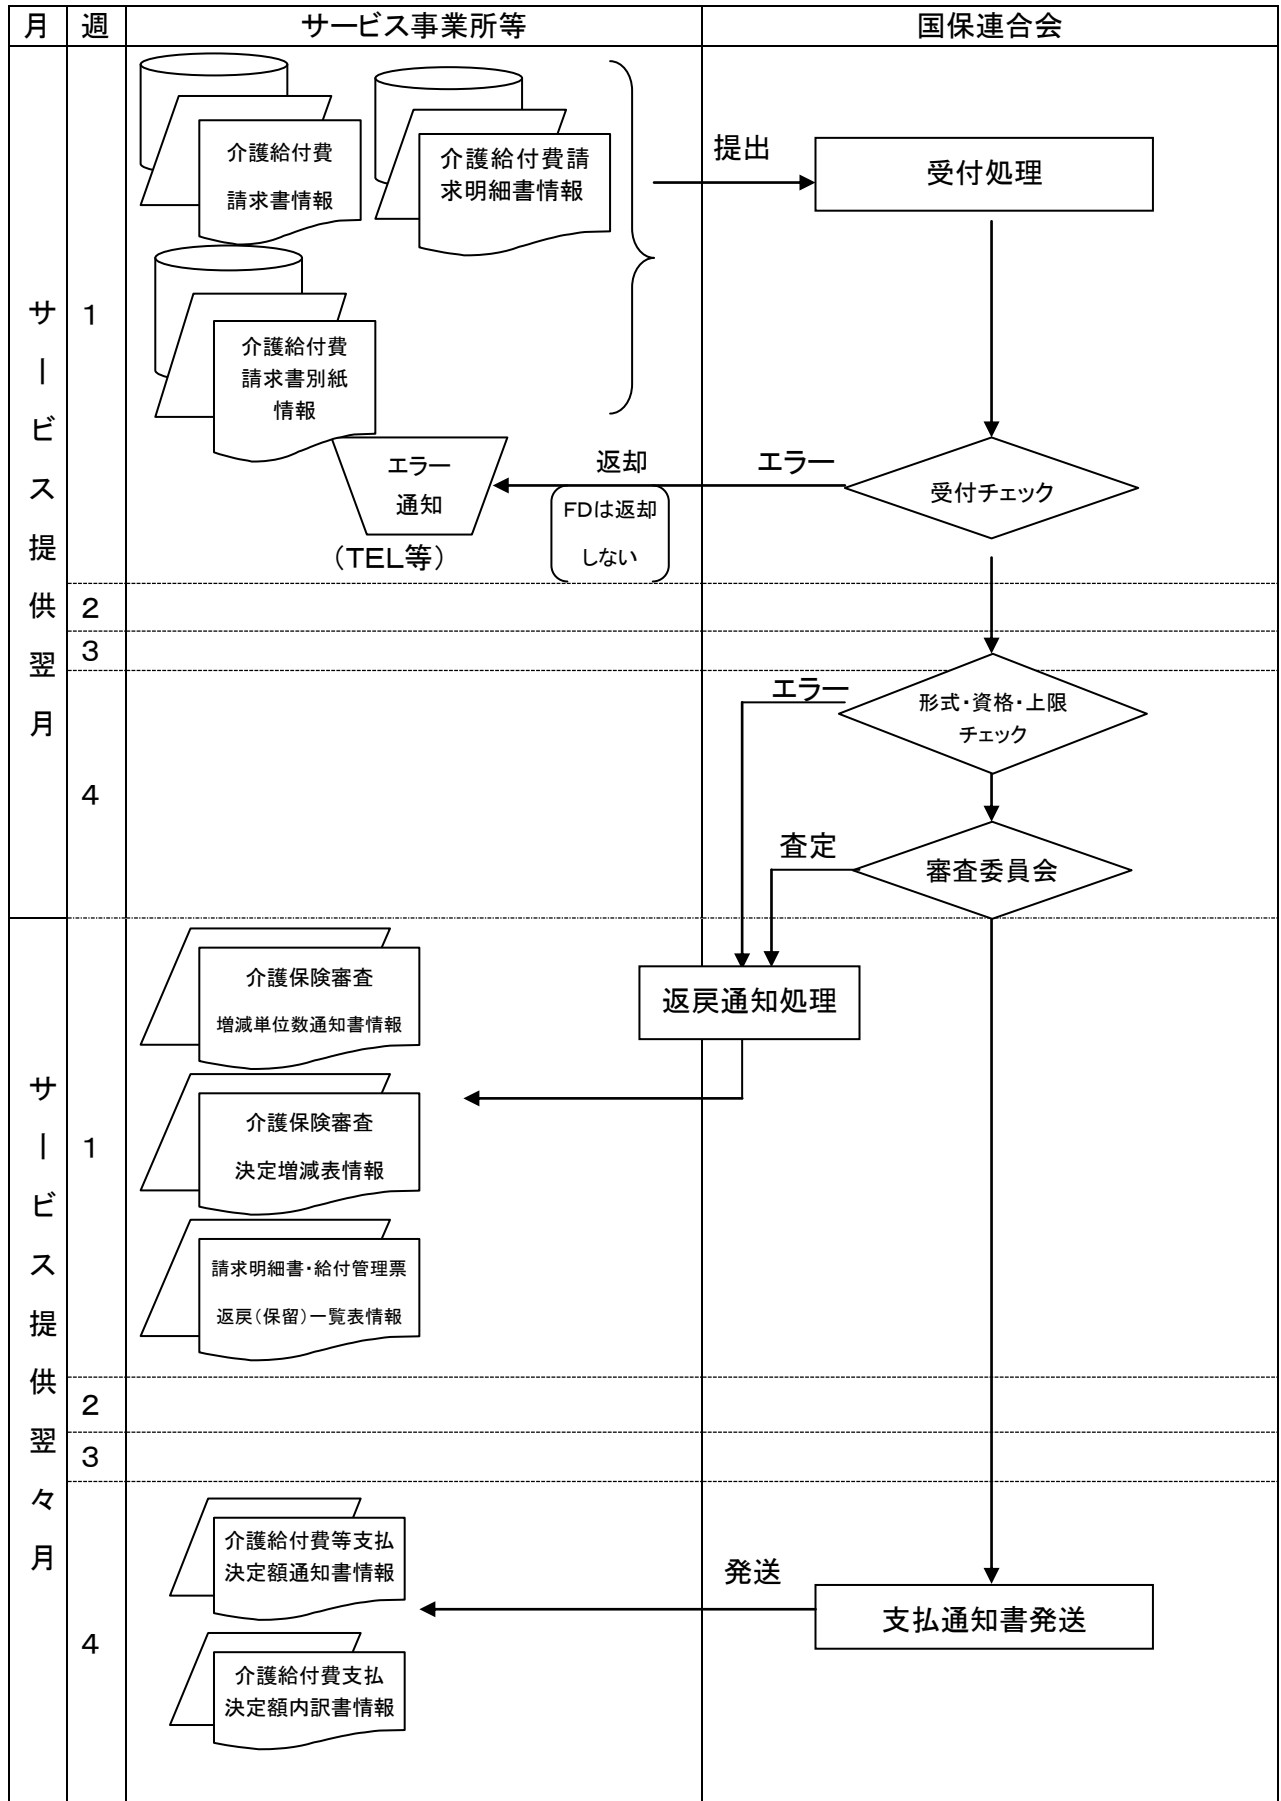 月 週 サービス事業所等 国保連合会
サービス提供翌月
1
介護給付費
請求書情報
介護給付費請
求明細書情報
提出
受付処理
介護給付費
請求書別紙
情報
エラー
通知
(TEL等)
返却
FDは返却
しない
エラー
受付チェック
2
3
4
エラー
形式・資格・上限
チェック
査定
審査委員会
サービス提供翌々月
1
介護保険審査
増減単位数通知書情報
返戻通知処理
介護保険審査
決定増減表情報
請求明細書・給付管理票
返戻(保留)一覧表情報
2
3
4
介護給付費等支払
決定額通知書情報
発送
支払通知書発送
介護給付費支払
決定額内訳書情報